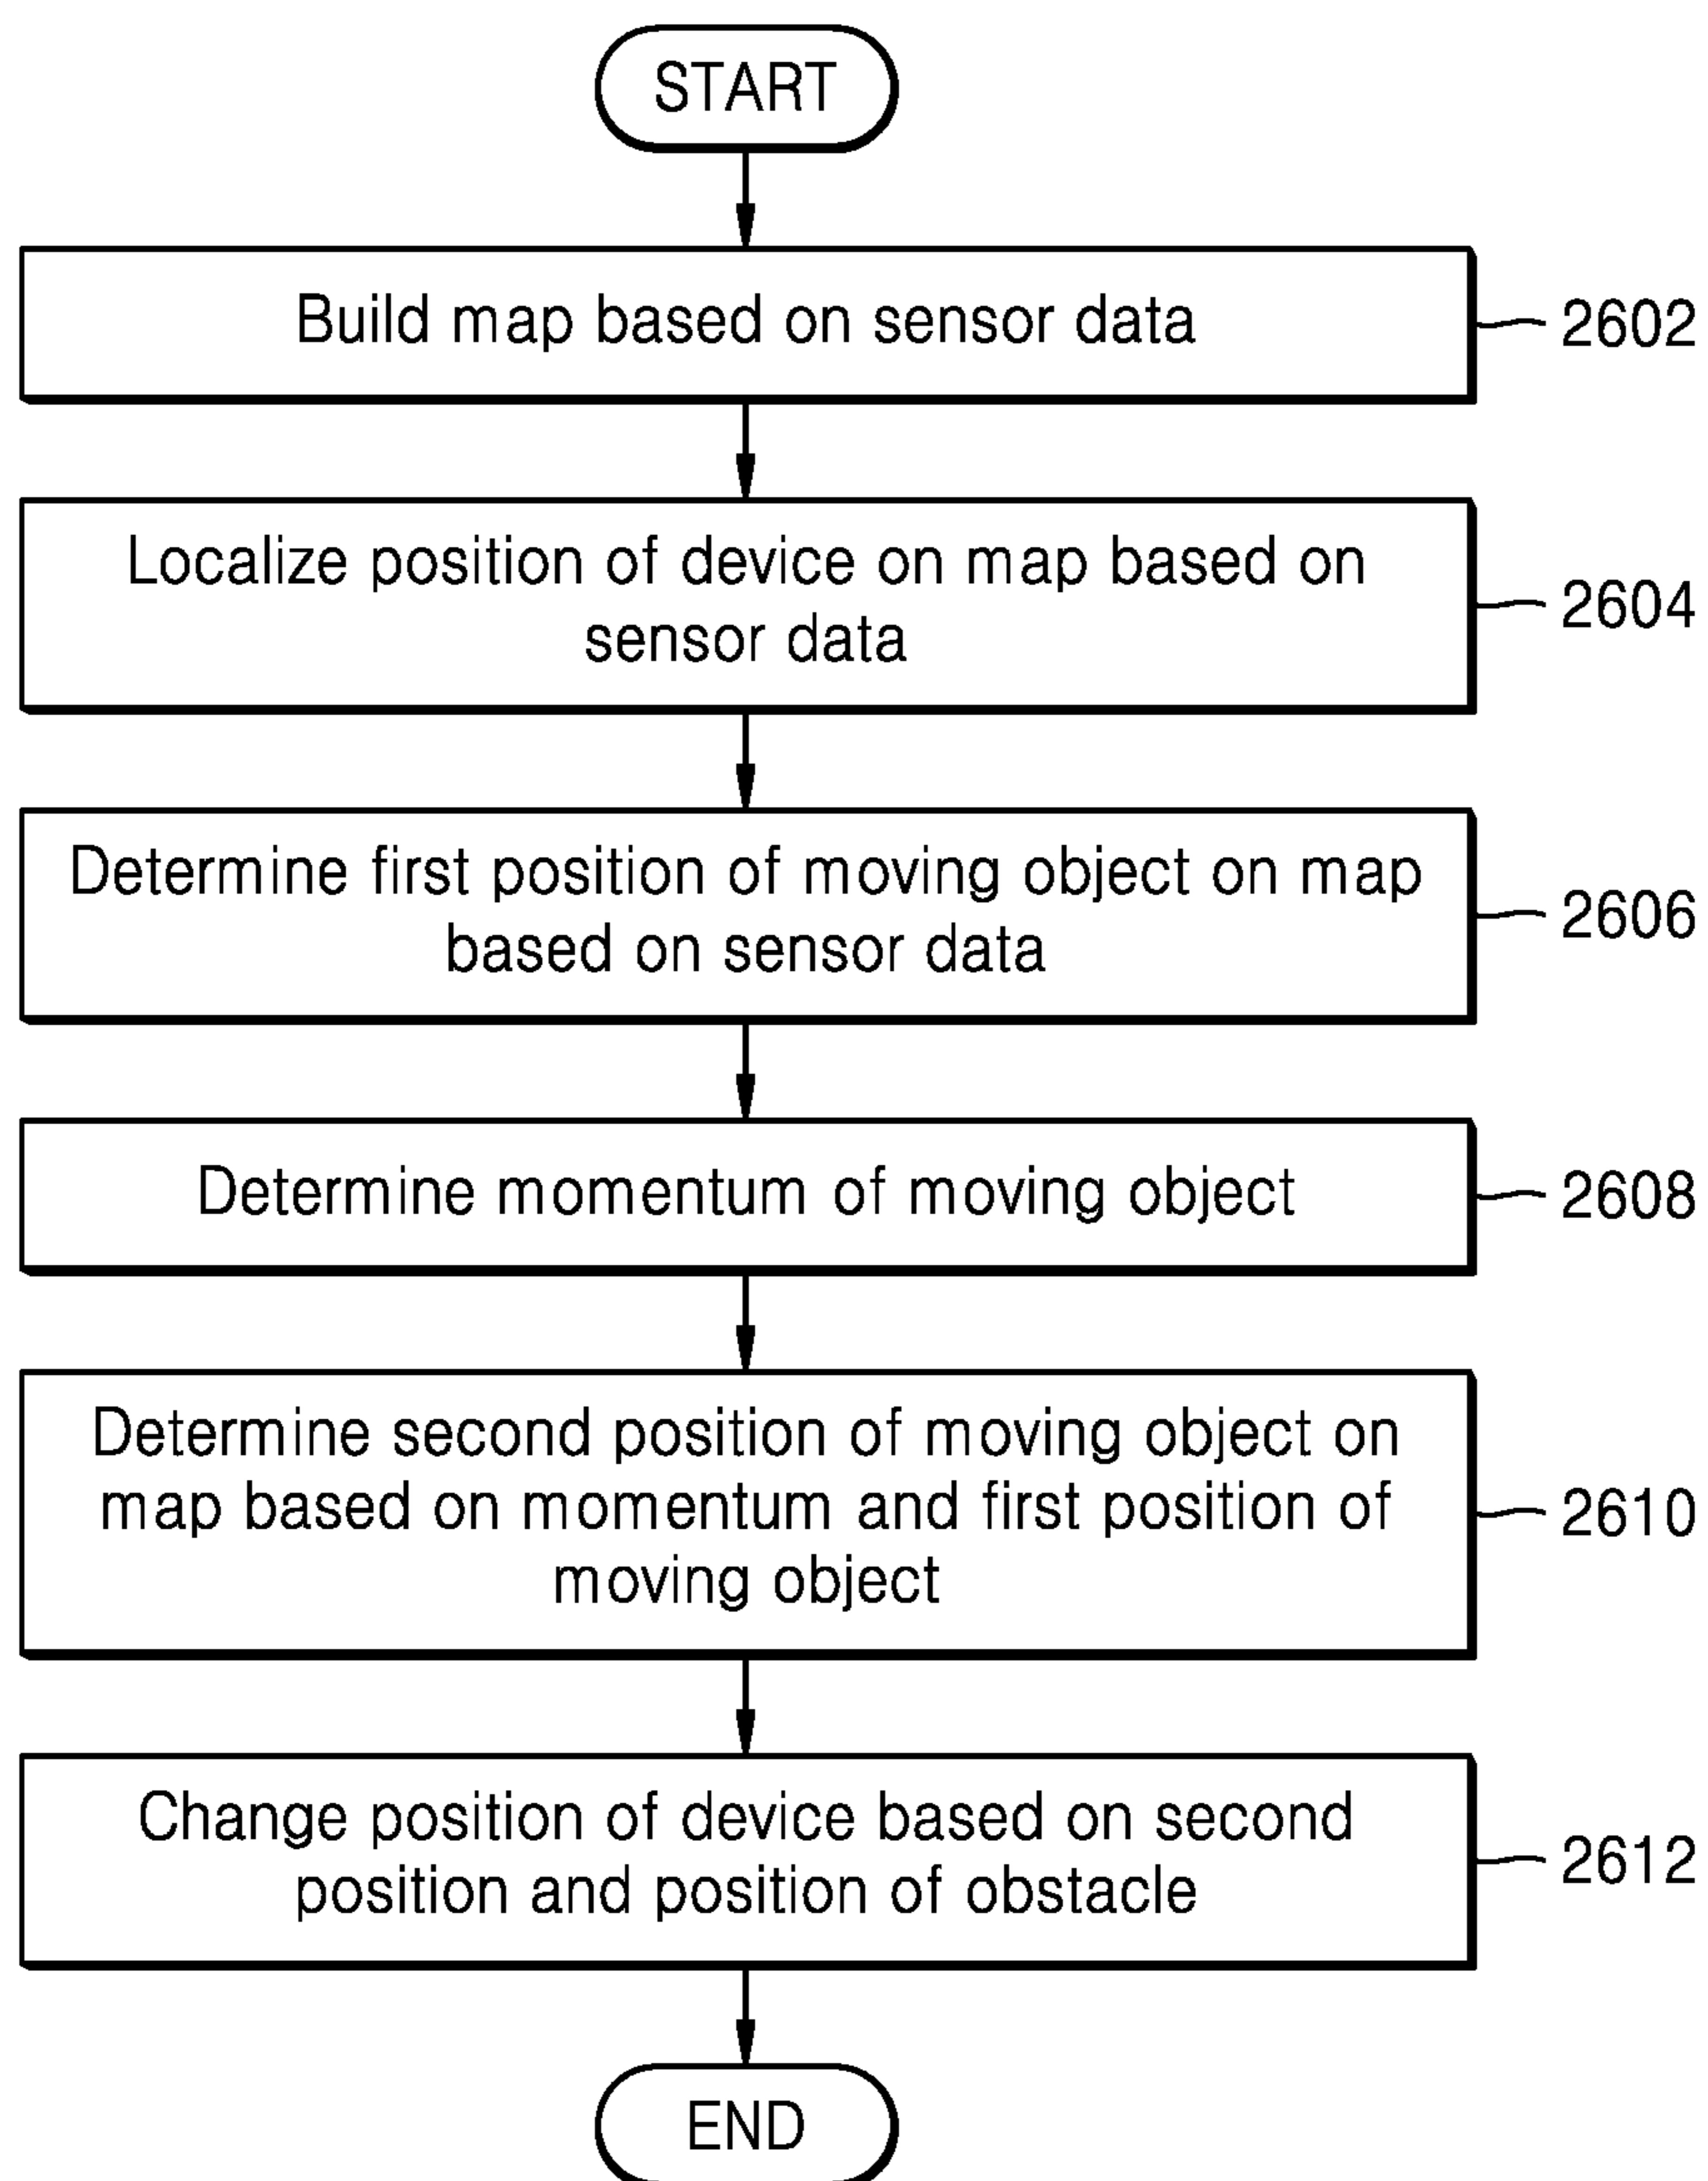 START
Build map based on sensor data
2602
Localize position of device on map based on
sensor data
2604
Determine first position of moving object on map
based on sensor data
2606
Determine momentum of moving object
2608
Determine second position of moving object on
map based on momentum and first position of
moving object
2610
Change position of device based on second
position and position of obstacle
2612
END